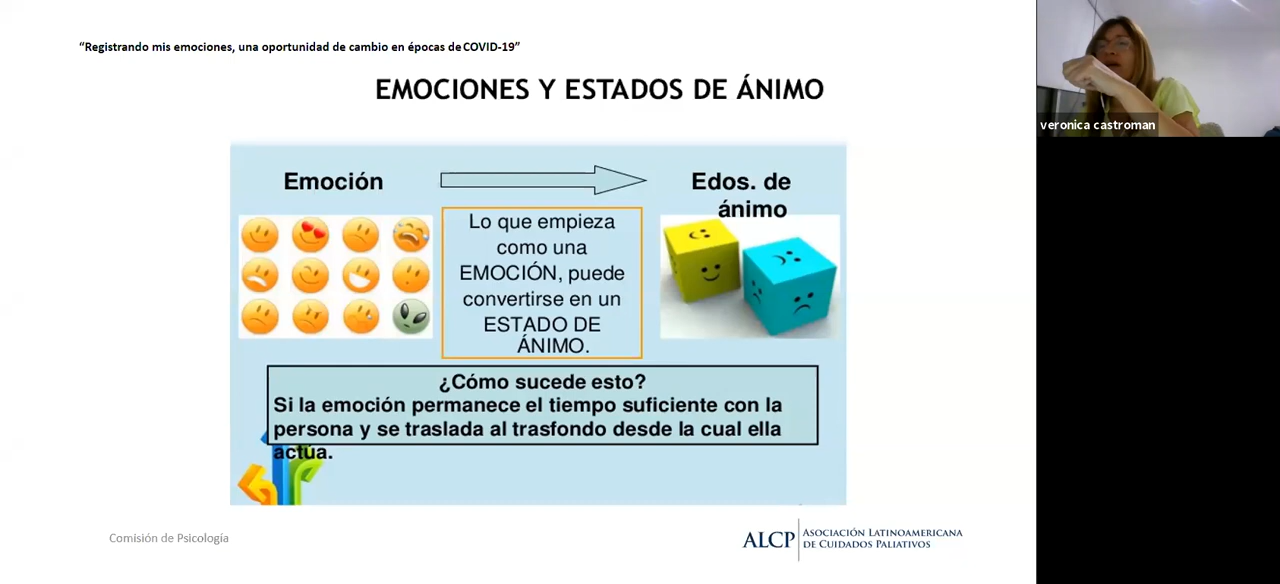 “Registrando mis emociones, una oportunidad de cambio en épocas de COVID-19”
EMOCIONES Y ESTADOS DE ÁNIMO
Emoción
Edos. de
ánimo
Lo que empieza
como una
EMOCIÓN, puede
convertirse en un
ESTADO DE
ÁNIMO.
¿Cómo sucede esto?
Si la emoción permanece el tiempo suficiente con la
persona y se traslada al trasfondo desde la cual ella
actúa.
Comisión de Psicología
ALCP
ASOCIACIÓN LATINOAMERICANA
DE CUIDADOS PALIATIVOS
veronica castroman